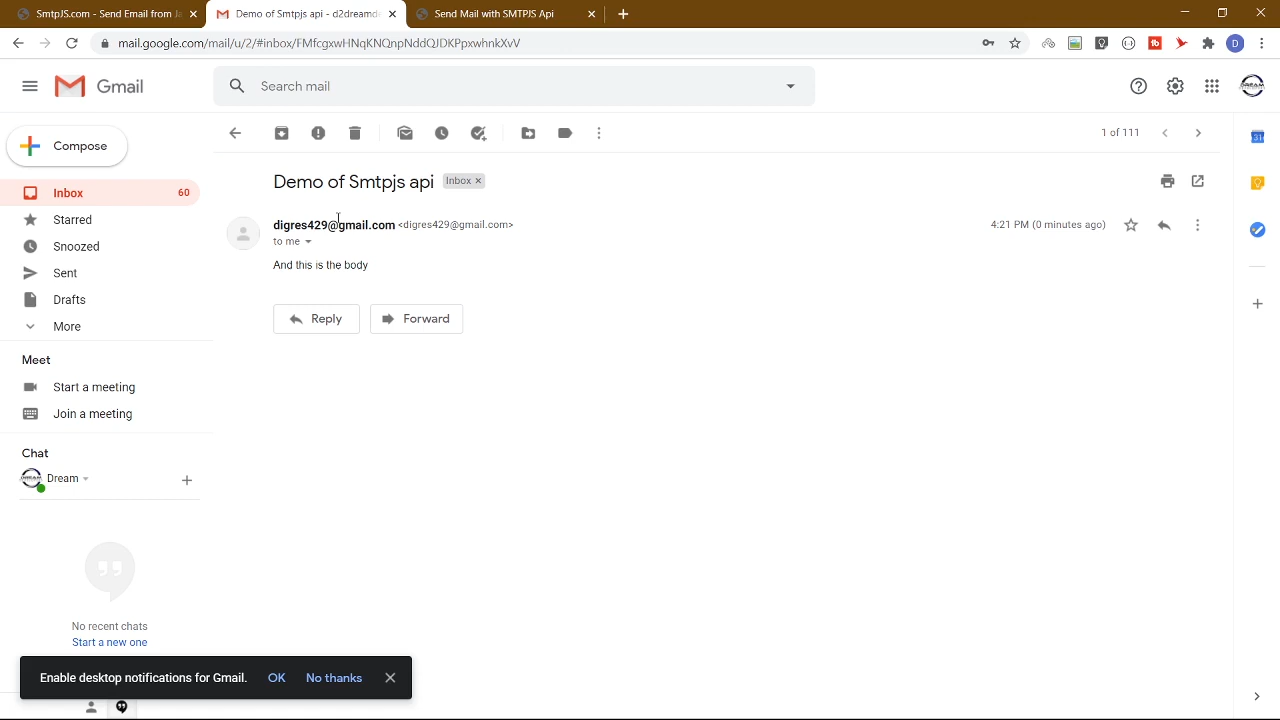 SmtpJS.com - Send Email from Ja
Demo of Smtpjs api - d2dreamd
Send Mail with SMTPJS Api
mail.google.com/mail/u/2/#inbox/FMfcgxwHNqKNQnpNddQJDKPpxwhnkXvV
D
Gmail
Search mail
DREAM
Compose
1 of 111
31
Demo of Smtpjs api
Inbox ×
Inbox 60
Starred
Snoozed
Sent
Drafts
More
digres429@gmail.com <digres429@gmail.com>
4:21 PM (0 minutes ago)
to me
And this is the body
Reply
Forward
Meet
Start a meeting
Join a meeting
Chat
Dream
No recent chats
Start a new one
Enable desktop notifications for Gmail. OK No thanks